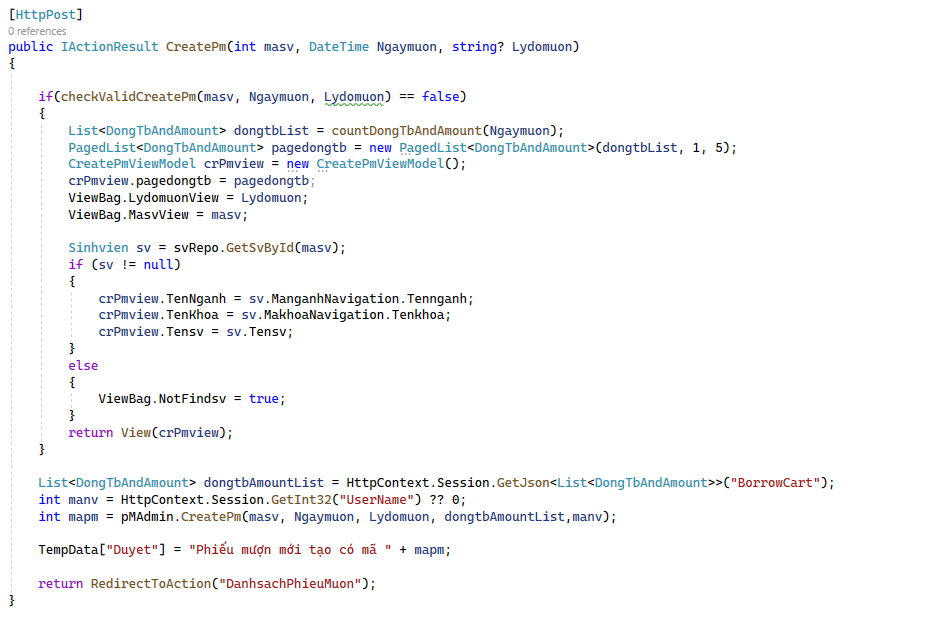 [HttpPost]
0 references
public IActionResult CreatePm(int masv, DateTime Ngaymuon, string? Lydomuon)
{
if(checkValidCreatePm(masv, Ngaymuon, Lydomuon) == false)
{
List<DongTbAndAmount> dongtbList = countDongTbAndAmount(Ngaymuon);
PagedList<DongTbAndAmount> pagedongtb = new PagedList<DongTbAndAmount>(dongtbList, 1, 5);
CreatePmViewModel crPmview = new CreatePmViewModel();
crPmview.pagedongtb = pagedongtb;
ViewBag.LydomuonView = Lydomuon;
ViewBag.MasvView = masv;
Sinhvien sv = svRepo.GetSvById(masv);
if (sv != null)
{
crPmview.TenNganh = sv.ManganhNavigation.Tennganh;
crPmview.TenKhoa = sv.MakhoaNavigation.Tenkhoa;
crPmview.Tensv = sv.Tensv;
}
else
{
ViewBag.NotFindsv = true;
}
return View(crPmview);
}
List<DongTbAndAmount> dongtbAmountList = HttpContext.Session.GetJson<List<DongTbAndAmount>>("BorrowCart");
int manv = HttpContext.Session.GetInt32("UserName") ?? 0;
int mapm = pMAdmin.CreatePm(masv, Ngaymuon, Lydomuon, dongtbAmountList,manv);
TempData["Duyet"] = "Phiếu mượn mới tạo có mã " + mapm;
return RedirectToAction("DanhsachPhieuMuon");
}